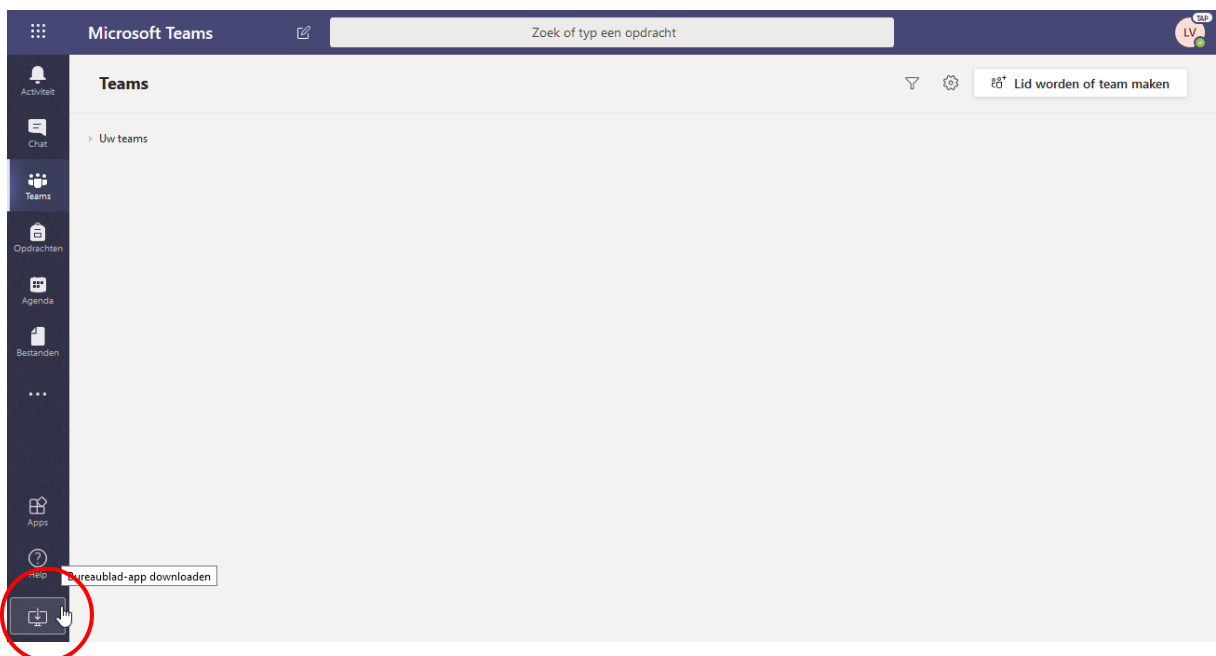 Microsoft Teams
Zoek of typ een opdracht
TAP
LV
Activiteit
Chat
Teams
Opdrachten
Agenda
Bestanden
Apps
Help
Teams
Lid worden of team maken
Uw teams
Bureaublad-app downloaden